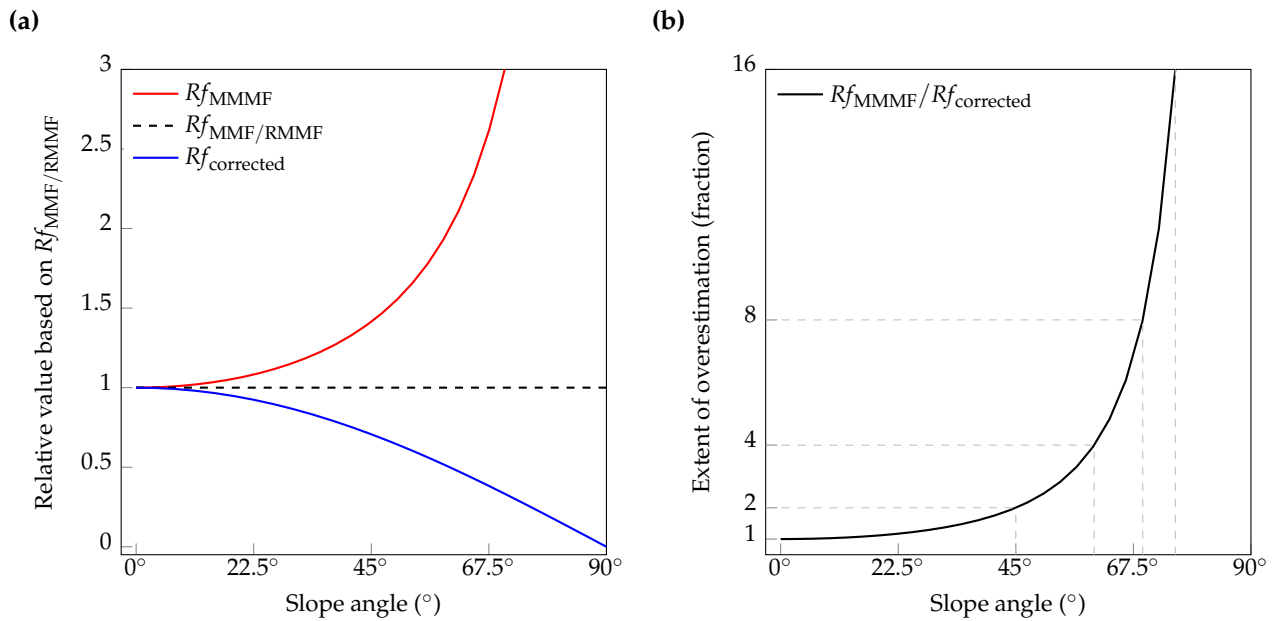 (a)
Relative value based on Rf_MMF/RMMF
3
2.5
2
1.5
1
0.5
0
Rf_MMMF
Rf_MMF/RMMF
Rf_corrected
0° 22.5° 45° 67.5° 90°
Slope angle (°)
(b)
Extent of overestimation (fraction)
16
8
4
2
1
Rf_MMMF/Rf_corrected
0° 22.5° 45° 67.5° 90°
Slope angle (°)